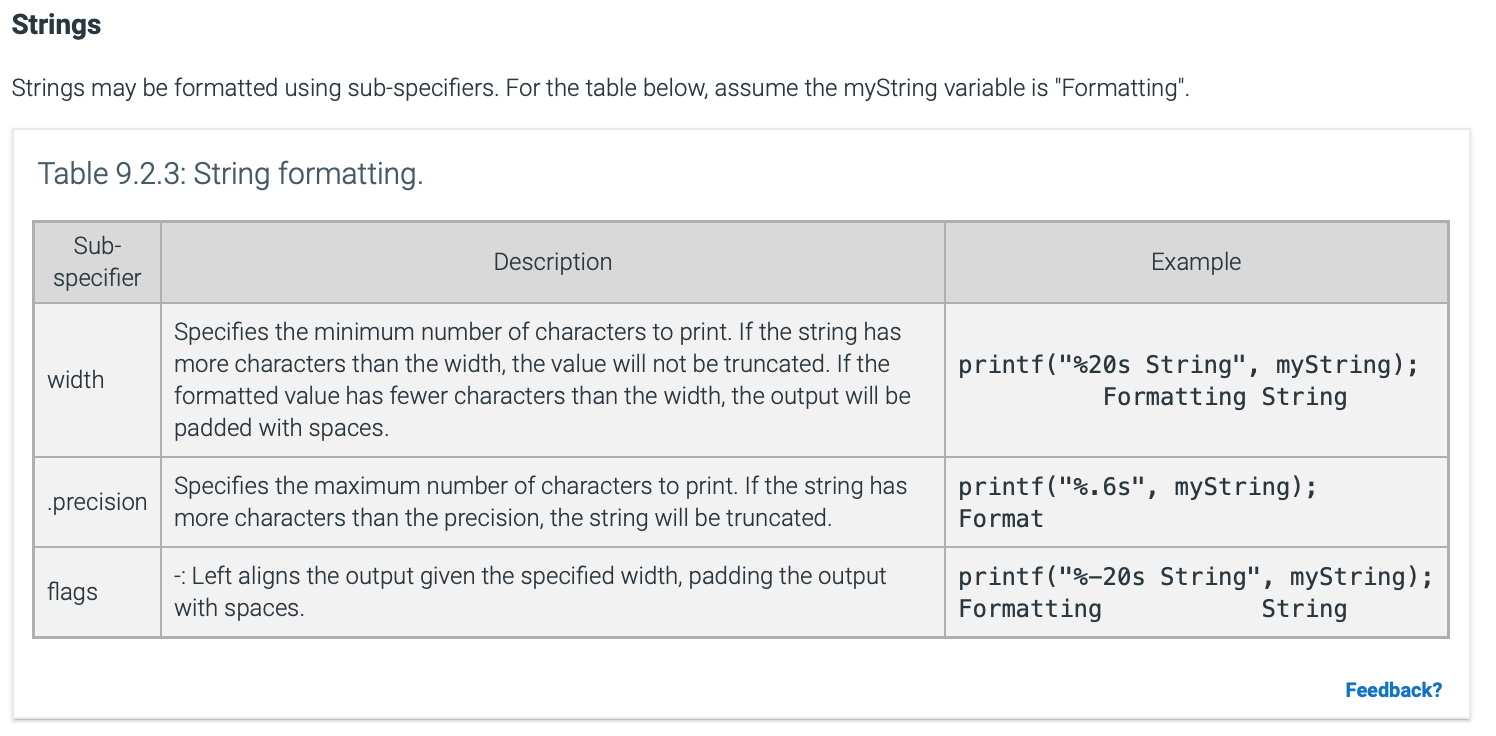 Strings
Strings may be formatted using sub-specifiers. For the table below, assume the myString variable is "Formatting".
Table 9.2.3: String formatting.
Sub-
specifier
Description
Example
width
Specifies the minimum number of characters to print. If the string has
more characters than the width, the value will not be truncated. If the
formatted value has fewer characters than the width, the output will be
padded with spaces.
printf("%20s String", myString);
          Formatting String
.precision
Specifies the maximum number of characters to print. If the string has
more characters than the precision, the string will be truncated.
printf("%.6s", myString);
Format
flags
-: Left aligns the output given the specified width, padding the output
with spaces.
printf("%-20s String", myString);
Formatting           String
Feedback?